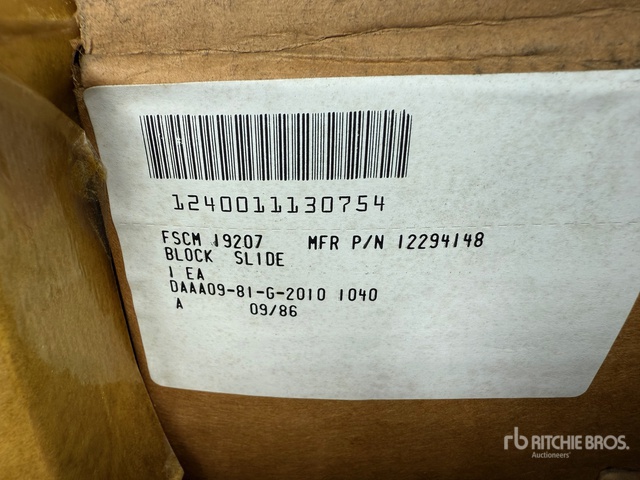 1240011130754
FSCM 19207 MFR P/N 12294148
BLOCK SLIDE
1 EA
DAAA09-81-G-2010 1040
A 09/86
rb RITCHIE BROS.
Auctioneers